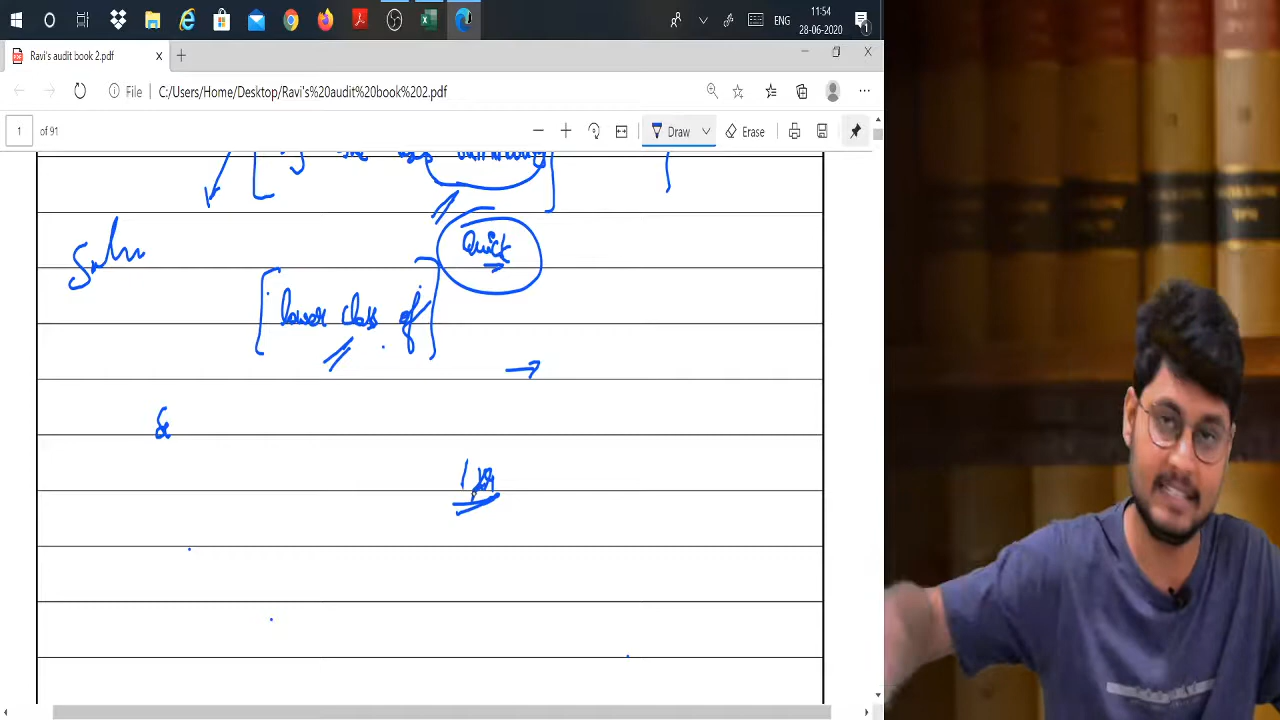 11:54
ENG
28-06-2020
1
Ravi's audit book 2.pdf
File C:/Users/Home/Desktop/Ravi's%20audit%20book%202.pdf
1 of 91 Draw Erase
Quick
lower class of
&